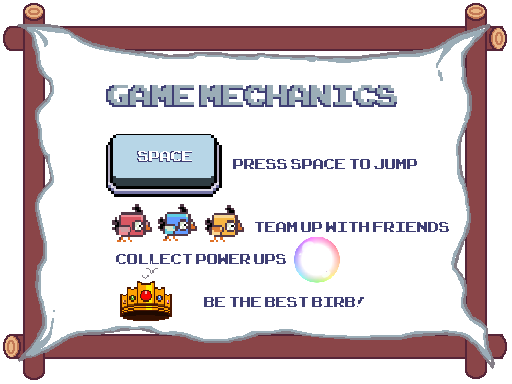 GAME MECHANICS
SPACE
PRESS SPACE TO JUMP
TEAM UP WITH FRIENDS
COLLECT POWER UPS
BE THE BEST BIRB!